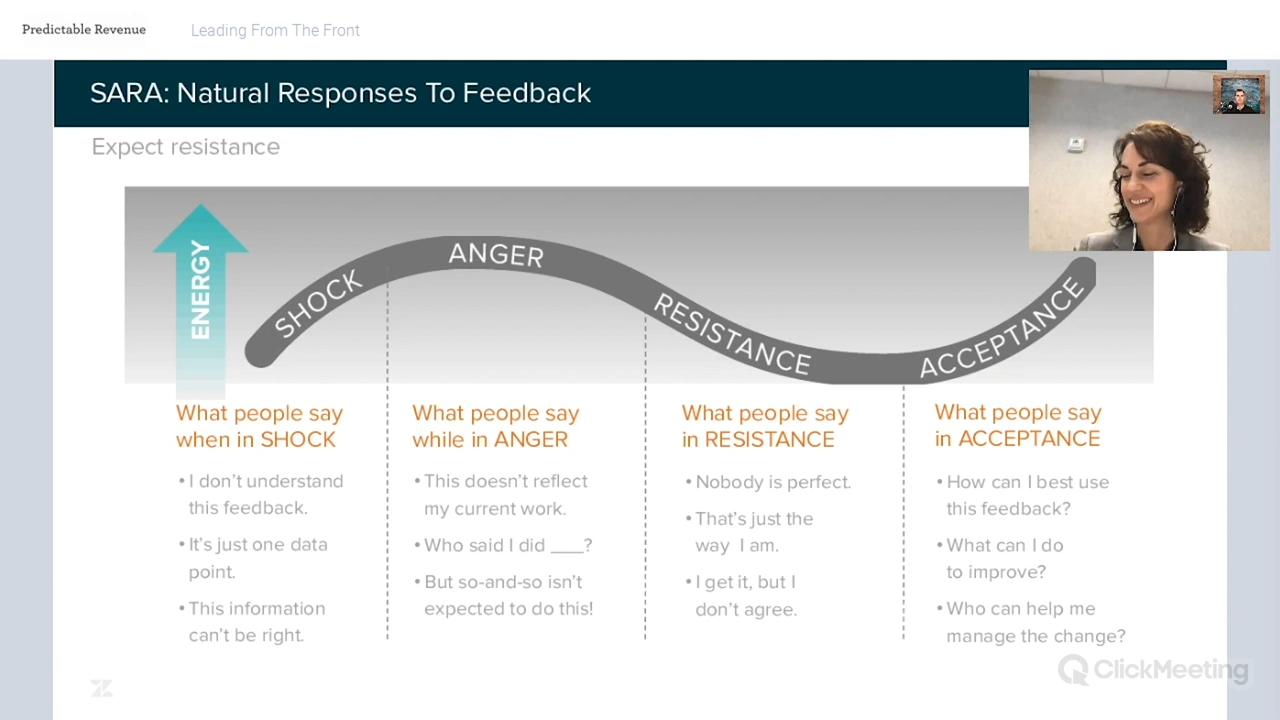 Predictable Revenue
Leading From The Front
SARA: Natural Responses To Feedback
Expect resistance
ENERGY
SHOCK
ANGER
RESISTANCE
ACCEPTANCE
What people say
when in SHOCK
• I don't understand
this feedback.
• It's just one data
point.
• This information
can't be right.
What people say
while in ANGER
• This doesn't reflect
my current work.
• Who said I did ___?
• But so-and-so isn't
expected to do this!
What people say
in RESISTANCE
• Nobody is perfect.
• That's just the
way I am.
• I get it, but I
don't agree.
What people say
in ACCEPTANCE
• How can I best use
this feedback?
• What can I do
to improve?
• Who can help me
manage the change?
ClickMeeting